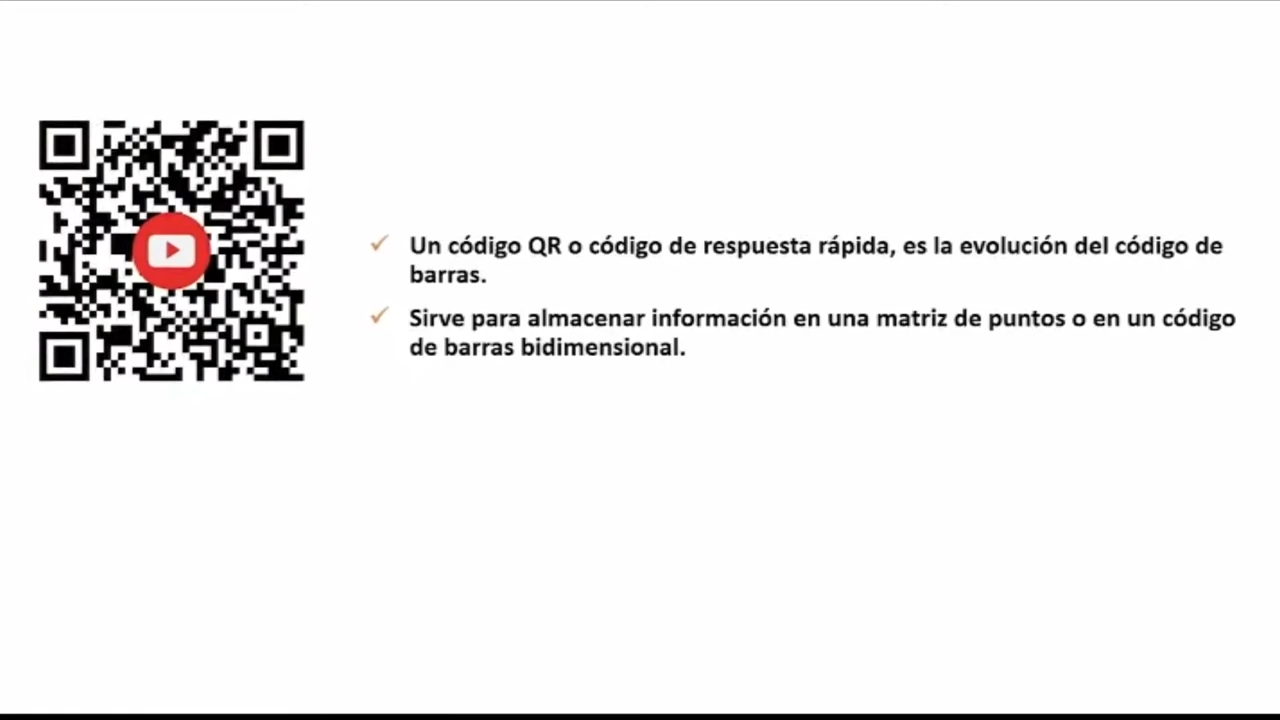 Un código QR o código de respuesta rápida, es la evolución del código de
barras.
Sirve para almacenar información en una matriz de puntos o en un código
de barras bidimensional.